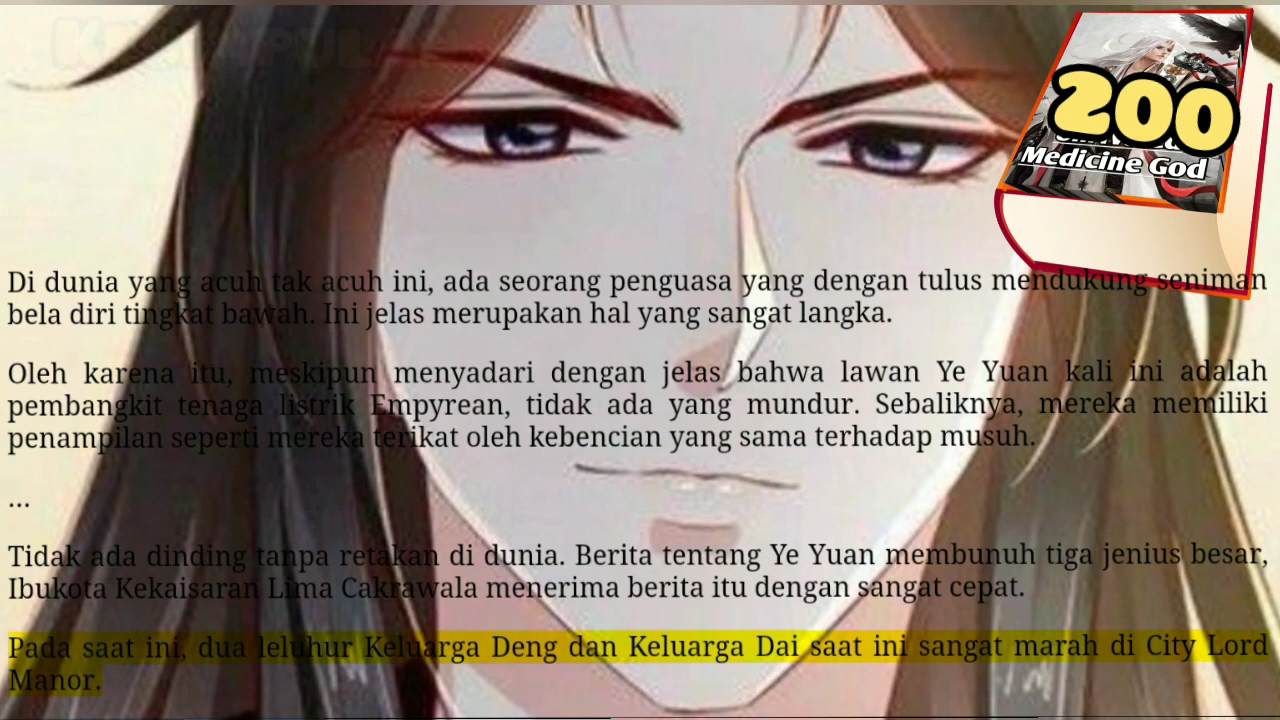 200
Medicine God
Di dunia yang acuh tak acuh ini, ada seorang penguasa yang dengan tulus mendukung seniman
bela diri tingkat bawah. Ini jelas merupakan hal yang sangat langka.
Oleh karena itu, meskipun menyadari dengan jelas bahwa lawan Ye Yuan kali ini adalah
pembangkit tenaga listrik Empyrean, tidak ada yang mundur. Sebaliknya, mereka memiliki
penampilan seperti mereka terikat oleh kebencian yang sama terhadap musuh.
...
Tidak ada dinding tanpa retakan di dunia. Berita tentang Ye Yuan membunuh tiga jenius besar,
Ibukota Kekaisaran Lima Cakrawala menerima berita itu dengan sangat cepat.
Pada saat ini, dua leluhur Keluarga Deng dan Keluarga Dai saat ini sangat marah di City Lord
Manor.